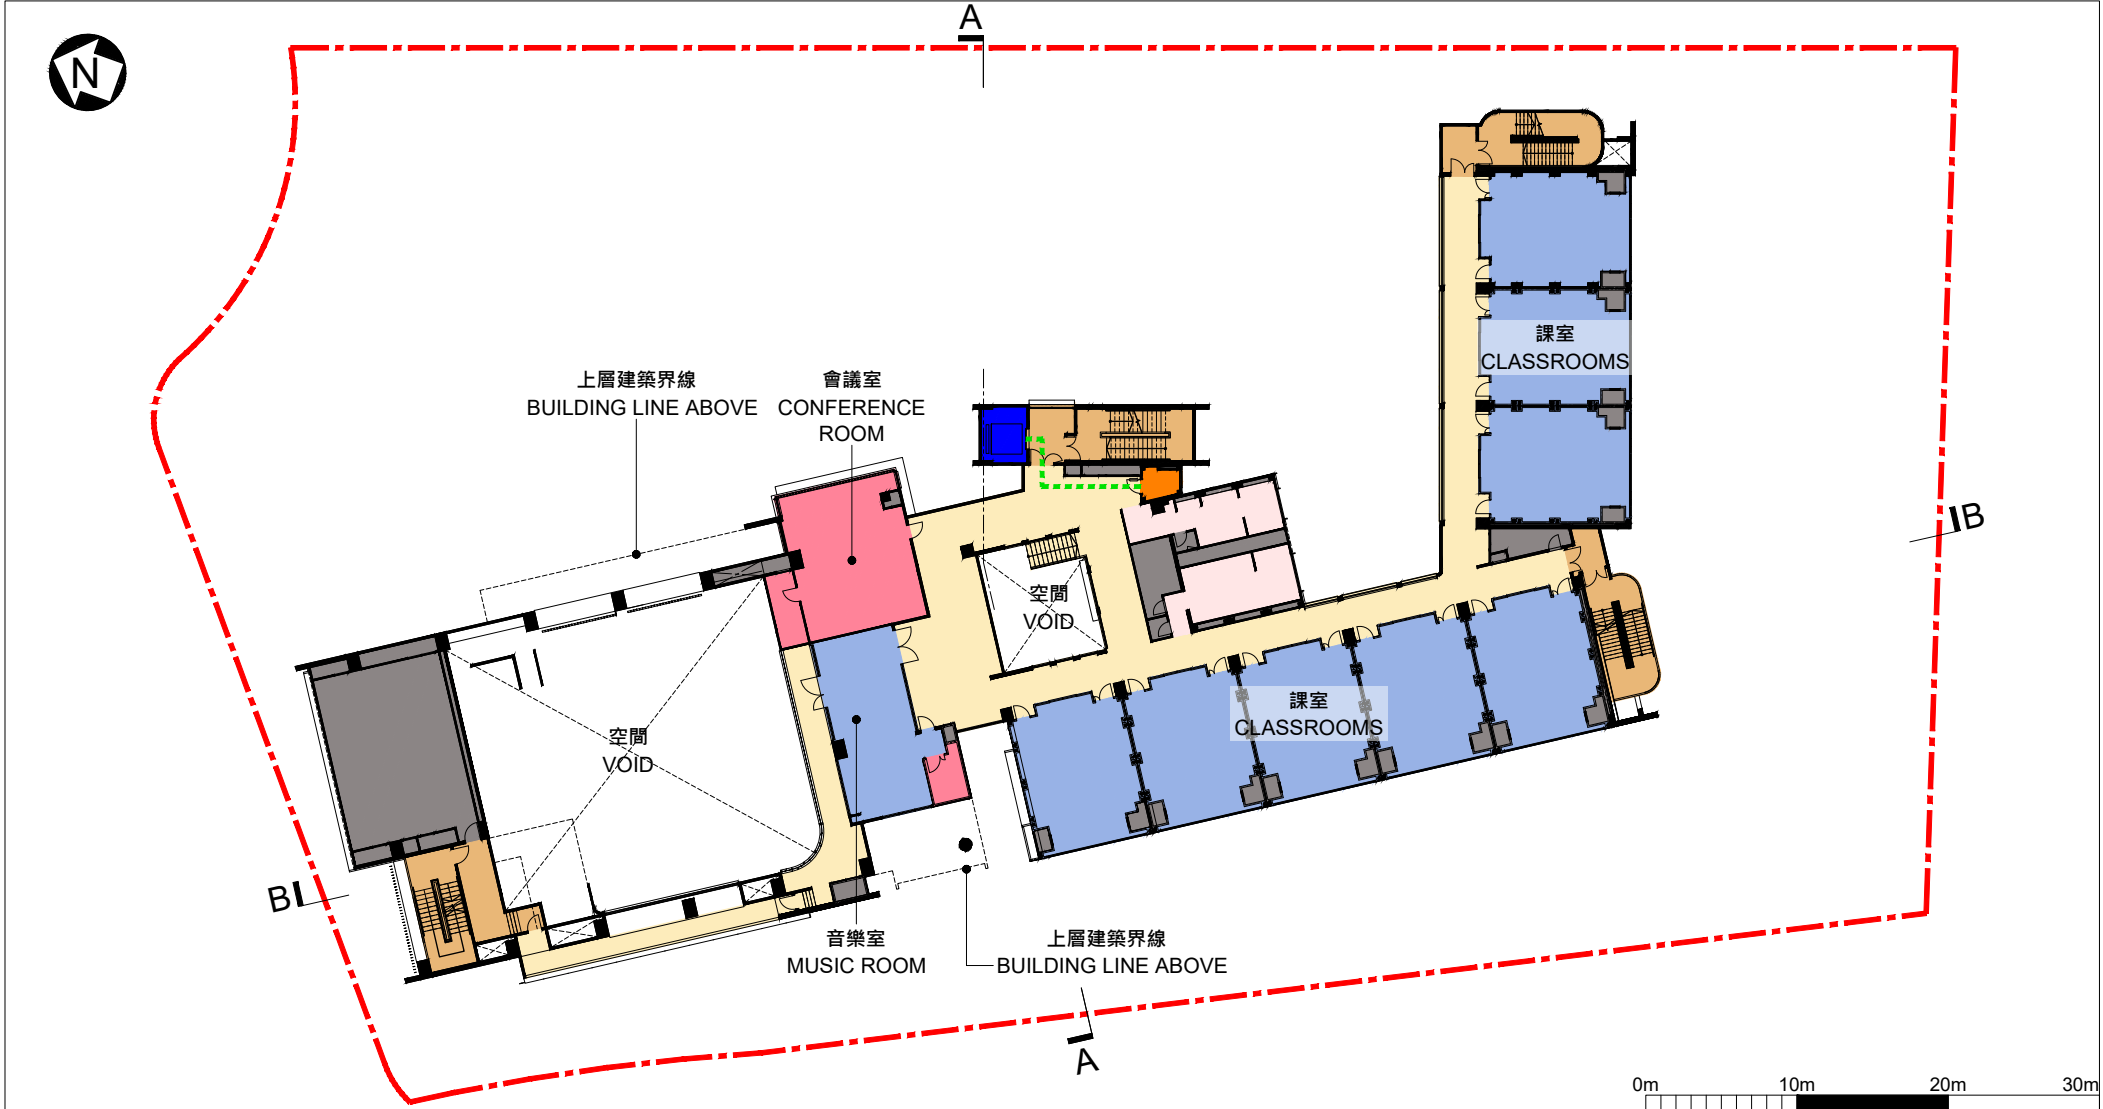 A
N
課室
CLASSROOMS
上層建築界線
BUILDING LINE ABOVE
會議室
CONFERENCE
ROOM
B
空間
VOID
課室
CLASSROOMS
空間
VOID
B
音樂室
MUSIC ROOM
上層建築界線
BUILDING LINE ABOVE
A
0m 10m 20m 30m